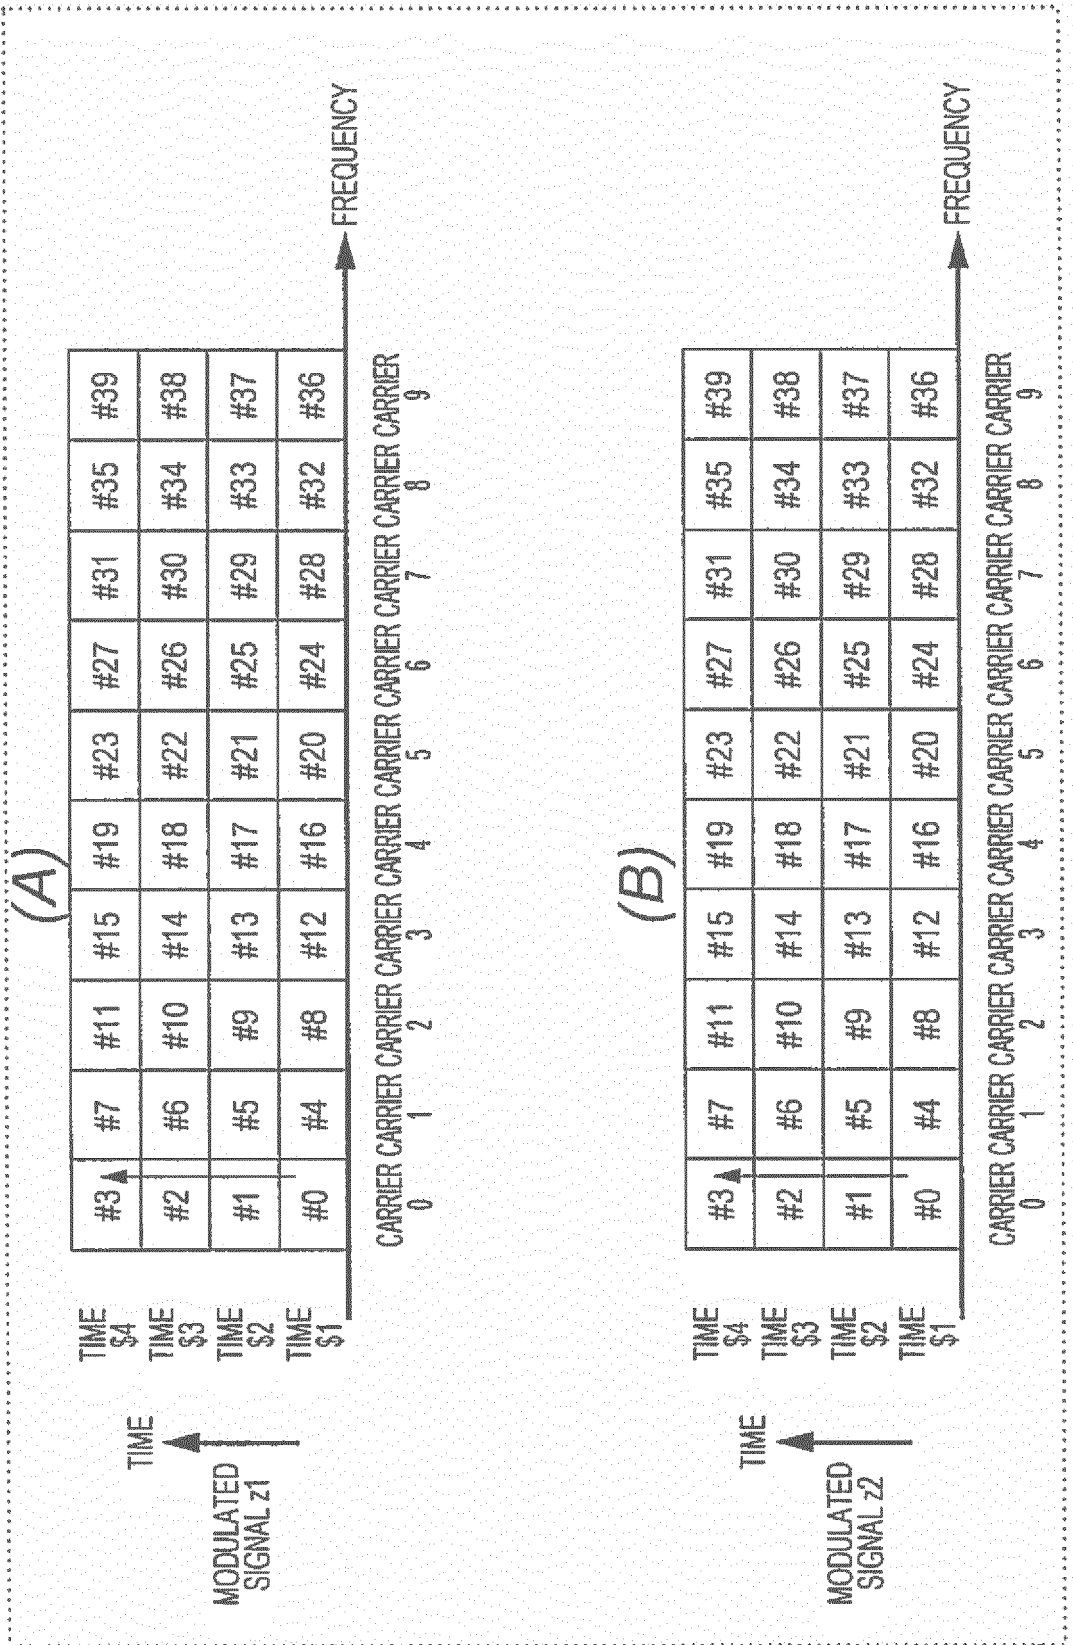 (A)
TIME
MODULATED
SIGNAL z1
TIME
$4
#3 #7 #11 #15 #19 #23 #27 #31 #35 #39
TIME
$3
#2 #6 #10 #14 #18 #22 #26 #30 #34 #38
TIME
$2
#1 #5 #9 #13 #17 #21 #25 #29 #33 #37
TIME
$1
#0 #4 #8 #12 #16 #20 #24 #28 #32 #36
FREQUENCY
CARRIER CARRIER CARRIER CARRIER CARRIER CARRIER CARRIER CARRIER CARRIER CARRIER
0 1 2 3 4 5 6 7 8 9
(B)
TIME
MODULATED
SIGNAL z2
TIME
$4
#3 #7 #11 #15 #19 #23 #27 #31 #35 #39
TIME
$3
#2 #6 #10 #14 #18 #22 #26 #30 #34 #38
TIME
$2
#1 #5 #9 #13 #17 #21 #25 #29 #33 #37
TIME
$1
#0 #4 #8 #12 #16 #20 #24 #28 #32 #36
FREQUENCY
CARRIER CARRIER CARRIER CARRIER CARRIER CARRIER CARRIER CARRIER CARRIER CARRIER
0 1 2 3 4 5 6 7 8 9